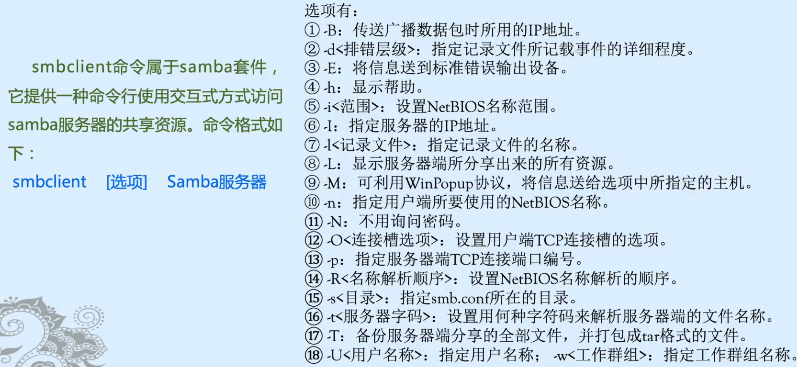 smbclient命令属于samba套件，
它提供一种命令行使用交互式方式访问
samba服务器的共享资源。命令格式如
下：
smbclient [选项] Samba服务器
选项有：
① -B：传送广播数据包时所用的IP地址。
② -d<排错层级>：指定记录文件所记载事件的详细程度。
③ -E：将信息送到标准错误输出设备。
④ -h：显示帮助。
⑤ -i<范围>：设置NetBIOS名称范围。
⑥ -I：指定服务器的IP地址。
⑦ -l<记录文件>：指定记录文件的名称。
⑧ -L：显示服务器端所分享出来的所有资源。
⑨ -M：可利用WinPopup协议，将信息送给选项中所指定的主机。
⑩ -n：指定用户端所要使用的NetBIOS名称。
⑪ -N：不用询问密码。
⑫ -O<连接槽选项>：设置用户端TCP连接槽的选项。
⑬ -p：指定服务器端TCP连接端口编号。
⑭ -R<名称解析顺序>：设置NetBIOS名称解析的顺序。
⑮ -s<目录>：指定smb.conf所在的目录。
⑯ -t<服务器字码>：设置用何种字符码来解析服务器端的文件名称。
⑰ -T：备份服务器端分享的全部文件，并打包成tar格式的文件。
⑱ -U<用户名称>：指定用户名称； -w<工作群组>：指定工作群组名称。